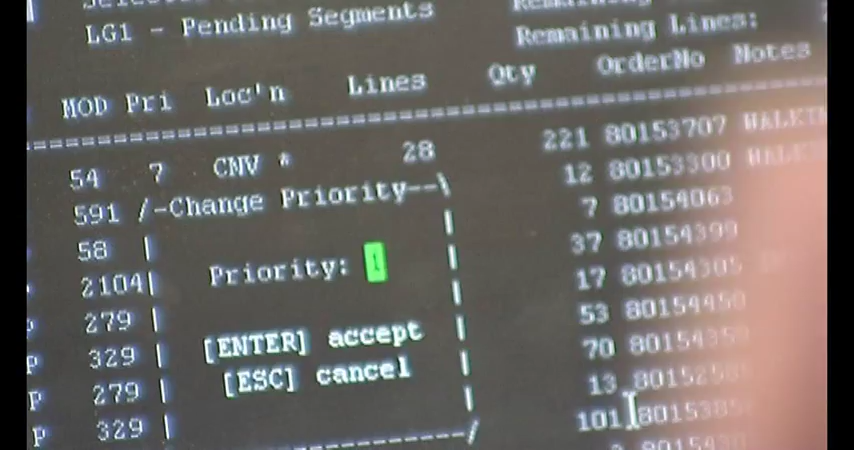 LG1 - Pending Segments
Remaining Lines:
MOD Pri Loc'n Lines Qty OrderNo Notes
54 7 CNV * 28 221 80153707
591 /-Change Priority--\ 12 80153300
58 | | 7 80154063
2104| Priority: 1 | 37 80154399
279 | | 17 80154305
P 329 | [ENTER] accept | 53 80154450
P 279 | [ESC] cancel | 70
P 329 | | 13
101